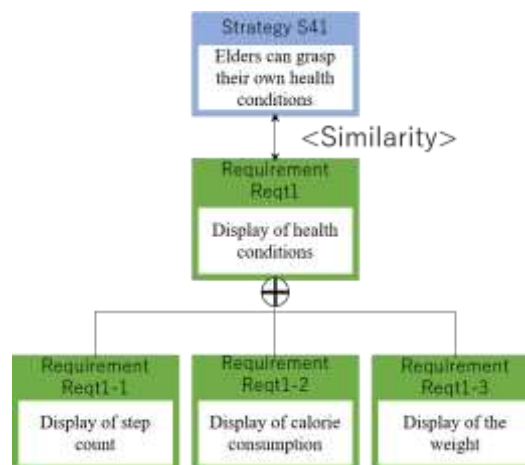 Strategy S41
Elders can grasp
their own health
conditions
<Similarity>
Requirement
Reqt1
Display of health
conditions
Requirement
Reqt1-1
Display of step
count
Requirement
Reqt1-2
Display of calorie
consumption
Requirement
Reqt1-3
Display of the
weight